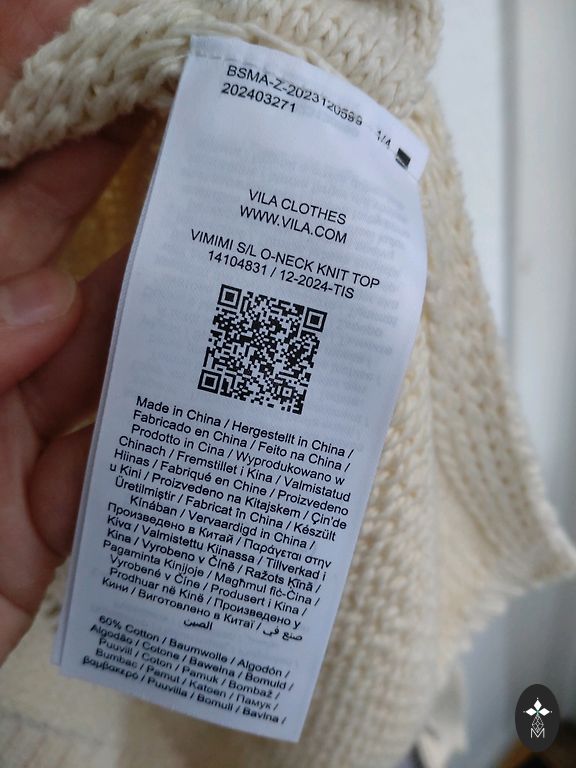 BSMA-Z-2023120599 - 1/4
202403271
VILA CLOTHES
WWW.VILA.COM
VIMIMI S/L O-NECK KNIT TOP
14104831 / 12-2024-TIS
Made in China / Hergestellt in China /
Fabricado en China / Feito na China /
Prodotto in Cina / Wyprodukowano w
Chinach / Fremstillet i Kina / Valmistatud
Hiinas / Fabriqué en Chine / Proizvedeno
u Kini / Proizvedeno na Kitajskem / Çin'de
Üretilmiştir / Fabricat în China / Készült
Kínában / Vervaardigd in China /
Произведено в Китай / Παράγεται στην
Κίνα / Valmistettu Kiinassa / Tillverkad i
Kina / Vyrobeno v Číně / Ražots Ķīnā /
Pagaminta Kinijoje / Magħmul fiċ-Ċina /
Vyrobené v Číne / Produsert i Kina /
Prodhuar në Kinë / Произведено у
Кини / Виготовлено в Китаї / صنع في
الصين
60% Cotton / Baumwolle / Algodón /
Algodão / Cotone / Bawełna / Bomuld /
Puuvill / Coton / Pamuk / Bombaž /
Bumbac / Pamut / Katoen / Памук /
βαμβακερό / Puuvilla / Bomull / Bavlna /
M